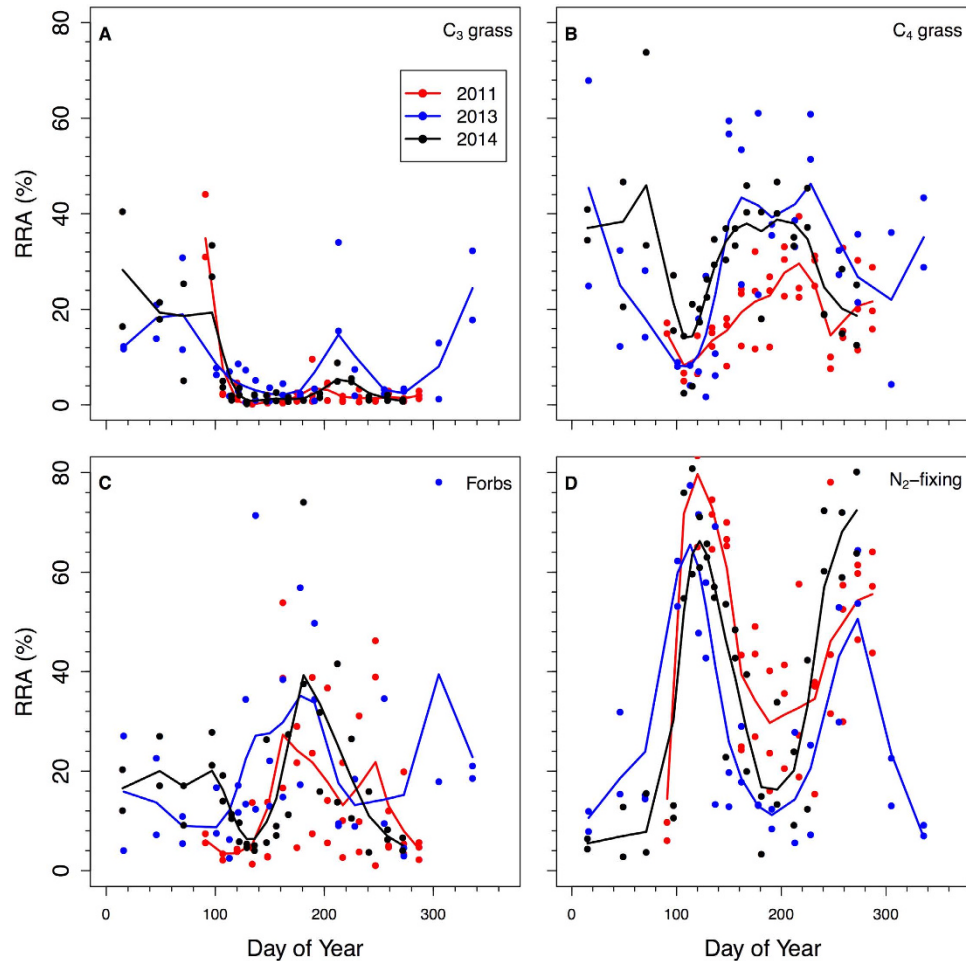 A
C₃ grass
2011
2013
2014
RRA (%)
80
60
40
20
0
B
C₄ grass
C
Forbs
RRA (%)
80
60
40
20
0
0 100 200 300
Day of Year
D
N₂−fixing
0 100 200 300
Day of Year